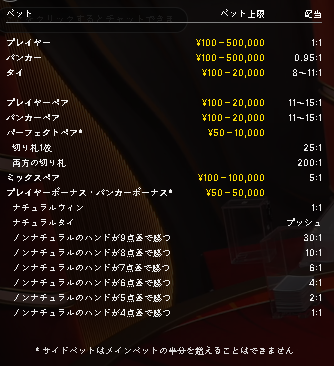 ベット ベット上限 配当
プレイヤー ¥100-500,000 1:1
バンカー ¥100-500,000 0.95:1
タイ ¥100-20,000 8～11:1
プレイヤーペア ¥100-20,000 11～15:1
バンカーペア ¥100-20,000 11～15:1
パーフェクトペア* ¥50-10,000
切り札1枚 25:1
両方の切り札 200:1
ミックスペア ¥100-100,000 5:1
プレイヤーボーナス・バンカーボーナス* ¥50-50,000
ナチュラルウィン 1:1
ナチュラルタイ プッシュ
ノンナチュラルのハンドが9点差で勝つ 30:1
ノンナチュラルのハンドが8点差で勝つ 10:1
ノンナチュラルのハンドが7点差で勝つ 6:1
ノンナチュラルのハンドが6点差で勝つ 4:1
ノンナチュラルのハンドが5点差で勝つ 2:1
ノンナチュラルのハンドが4点差で勝つ 1:1
* サイドベットはメインベットの半分を超えることはできません